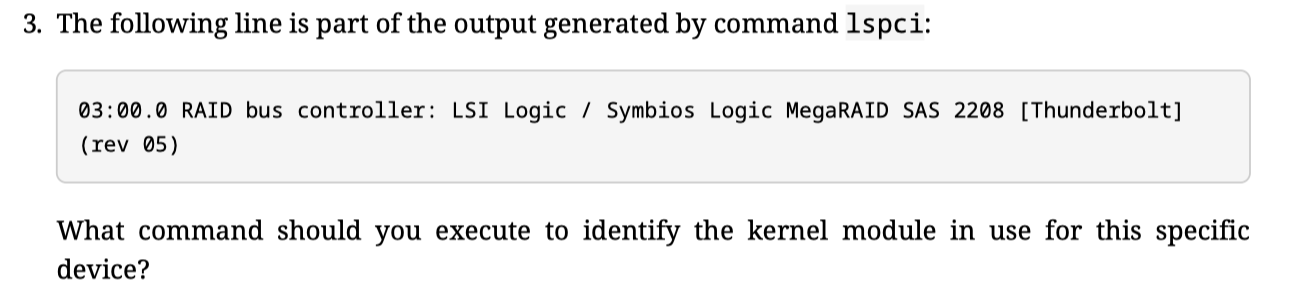 3. The following line is part of the output generated by command lspci:
03:00.0 RAID bus controller: LSI Logic / Symbios Logic MegaRAID SAS 2208 [Thunderbolt]
(rev 05)
What command should you execute to identify the kernel module in use for this specific
device?